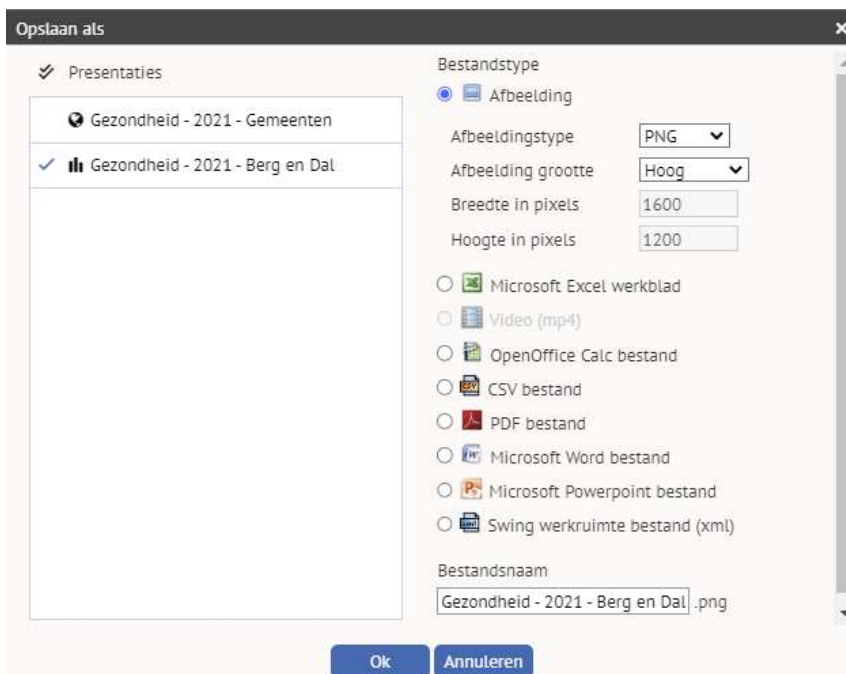 Opslaan als
Presentaties
Gezondheid - 2021 - Gemeenten
Gezondheid - 2021 - Berg en Dal
Bestandstype
Afbeelding
Afbeeldingstype PNG
Afbeelding grootte Hoog
Breedte in pixels 1600
Hoogte in pixels 1200
Microsoft Excel werkblad
Video (mp4)
OpenOffice Calc bestand
CSV bestand
PDF bestand
Microsoft Word bestand
Microsoft Powerpoint bestand
Swing werkruimte bestand (xml)
Bestandsnaam
Gezondheid - 2021 - Berg en Dal .png
Ok Annuleren